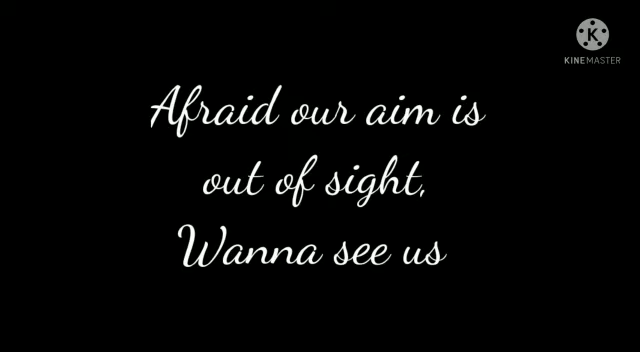 KINEMASTER
Afraid our aim is
out of sight,
Wanna see us